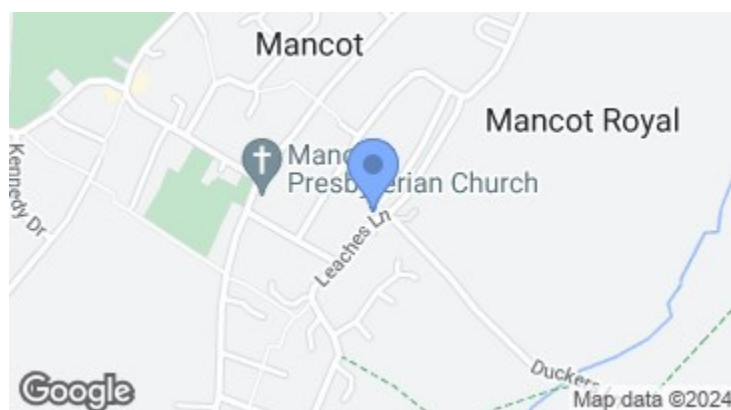 Mancot
Mancot Royal
Kennedy Dr
Presbyterian Church
Leaches Ln
Google
Map data ©2024